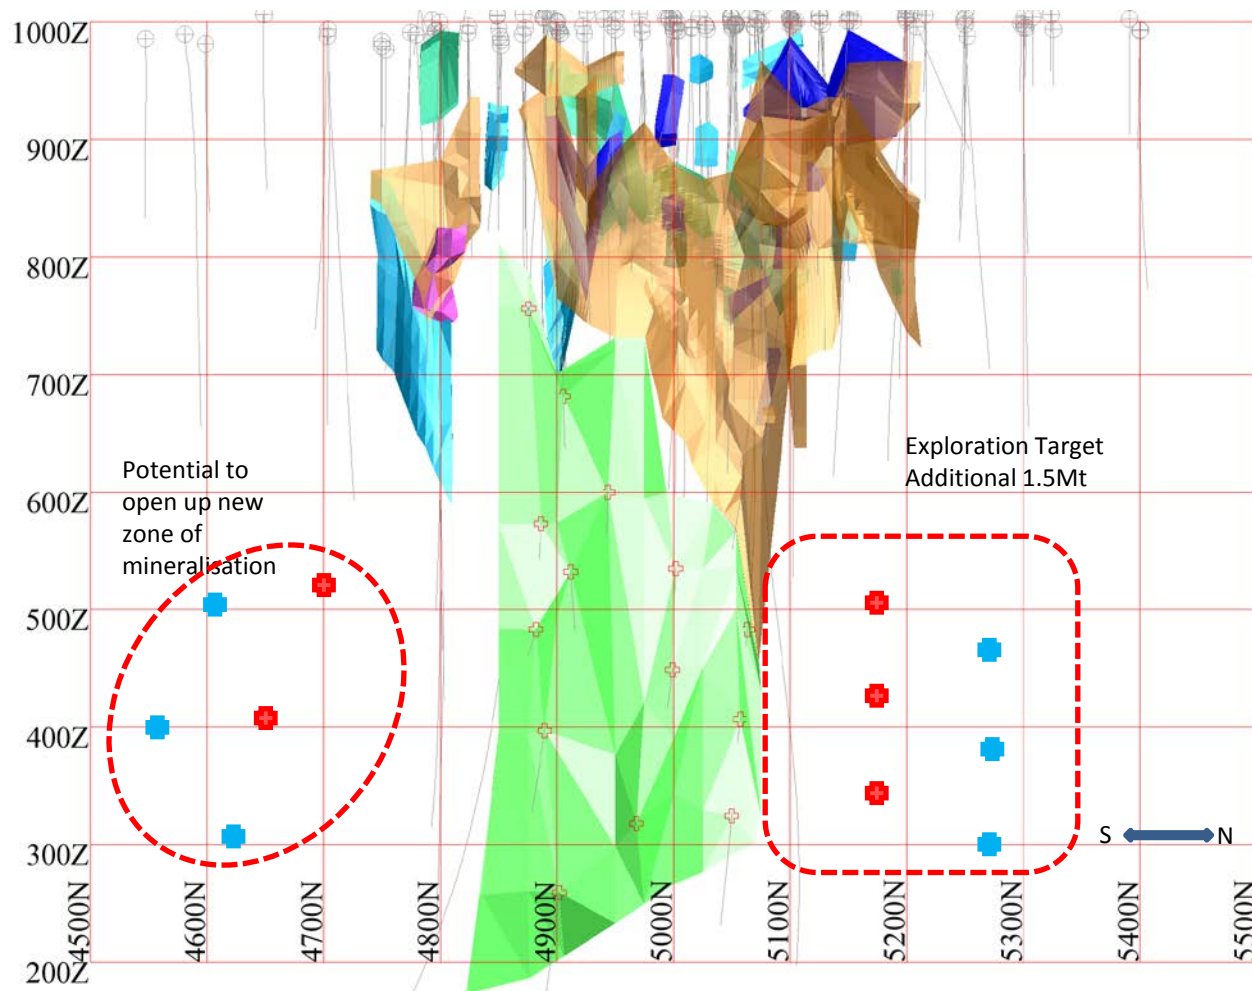 1000Z
900Z
800Z
700Z
600Z
500Z
400Z
300Z
200Z
Potential to
open up new
zone of
mineralisation
Exploration Target
Additional 1.5Mt
S N
4500N
4600N
4700N
4800N
4900N
5000N
5100N
5200N
5300N
5400N
5500N